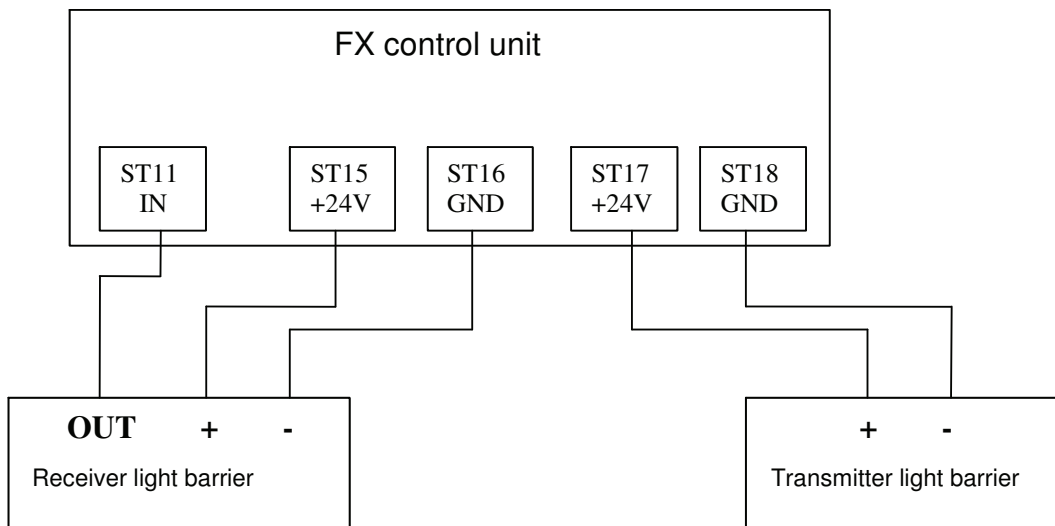 FX control unit
ST11
IN
ST15
+24V
ST16
GND
ST17
+24V
ST18
GND
OUT + -
Receiver light barrier
+ -
Transmitter light barrier